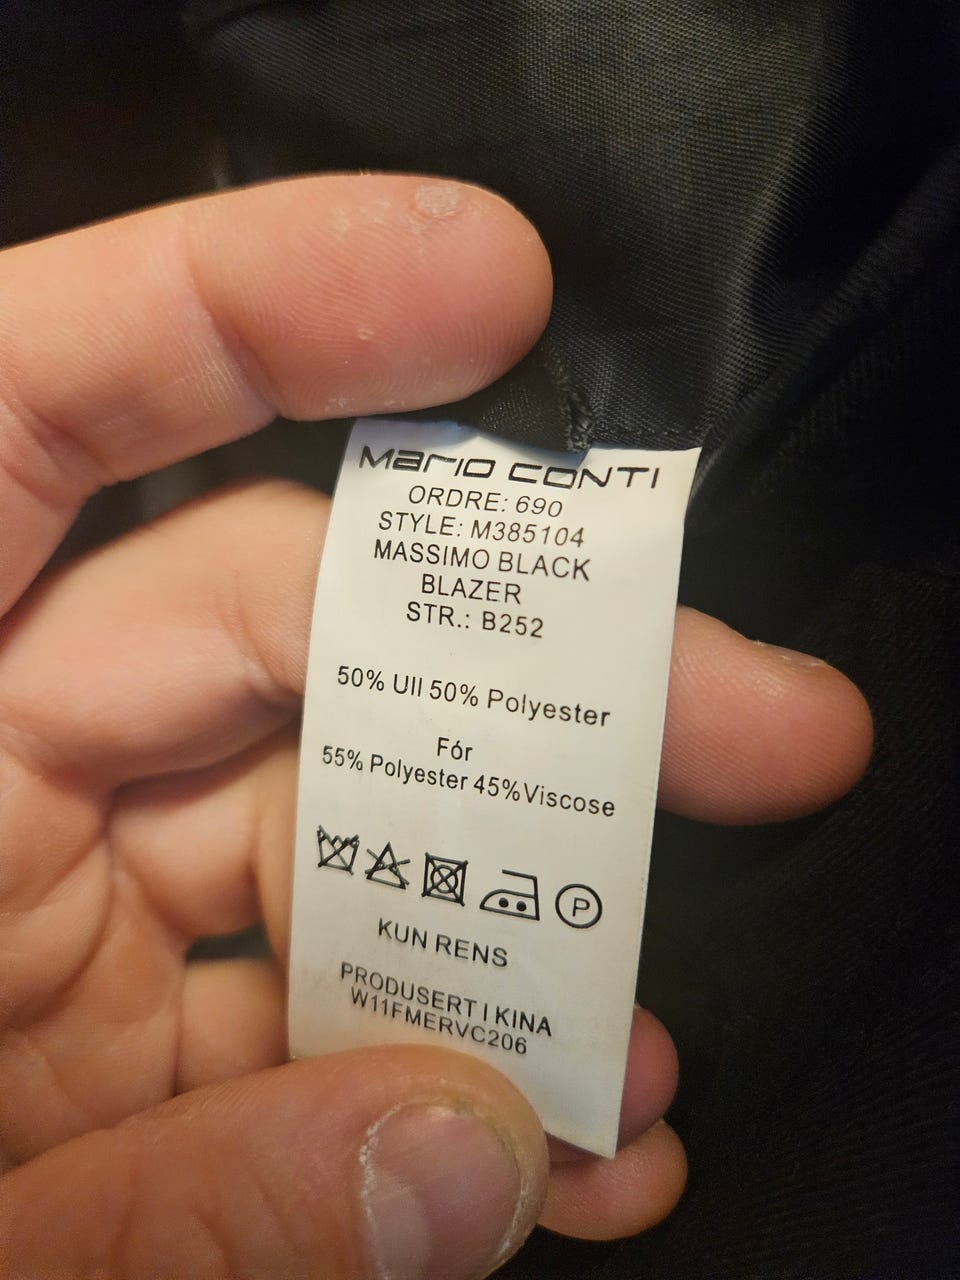 Mario Conti
ORDRE: 690
STYLE: M385104
MASSIMO BLACK
BLAZER
STR.: B252
50% Ull 50% Polyester
Fór
55% Polyester 45%Viscose
P
KUN RENS
PRODUSERT I KINA
W11FMERVC206